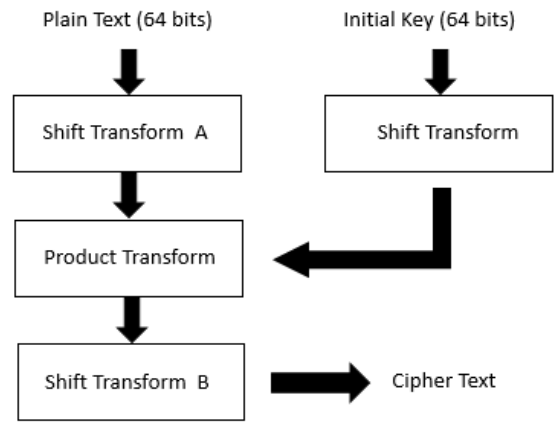 Plain Text (64 bits)
Initial Key (64 bits)
Shift Transform A
Shift Transform
Product Transform
Shift Transform B
Cipher Text